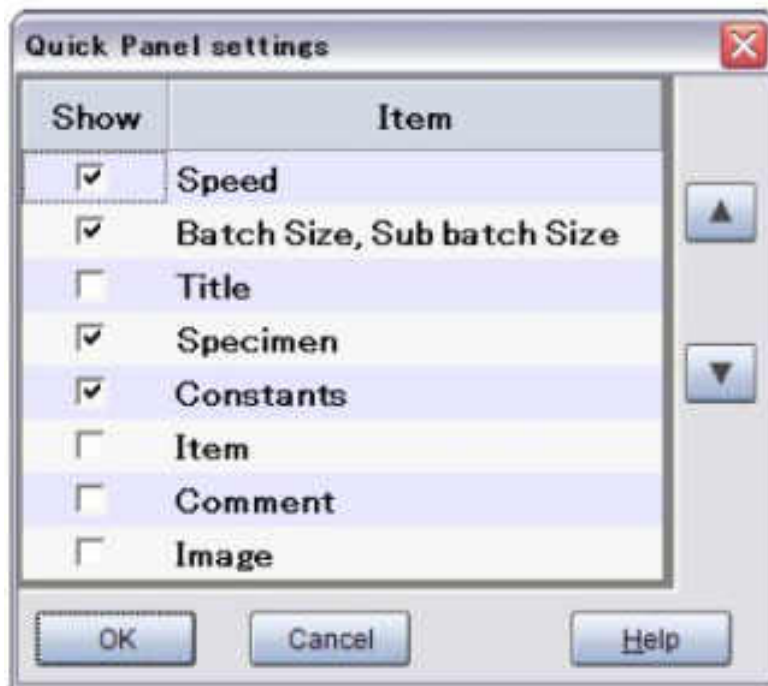 Quick Panel settings
Show Item
Speed
Batch Size, Sub batch Size
Title
Specimen
Constants
Item
Comment
Image
OK Cancel Help